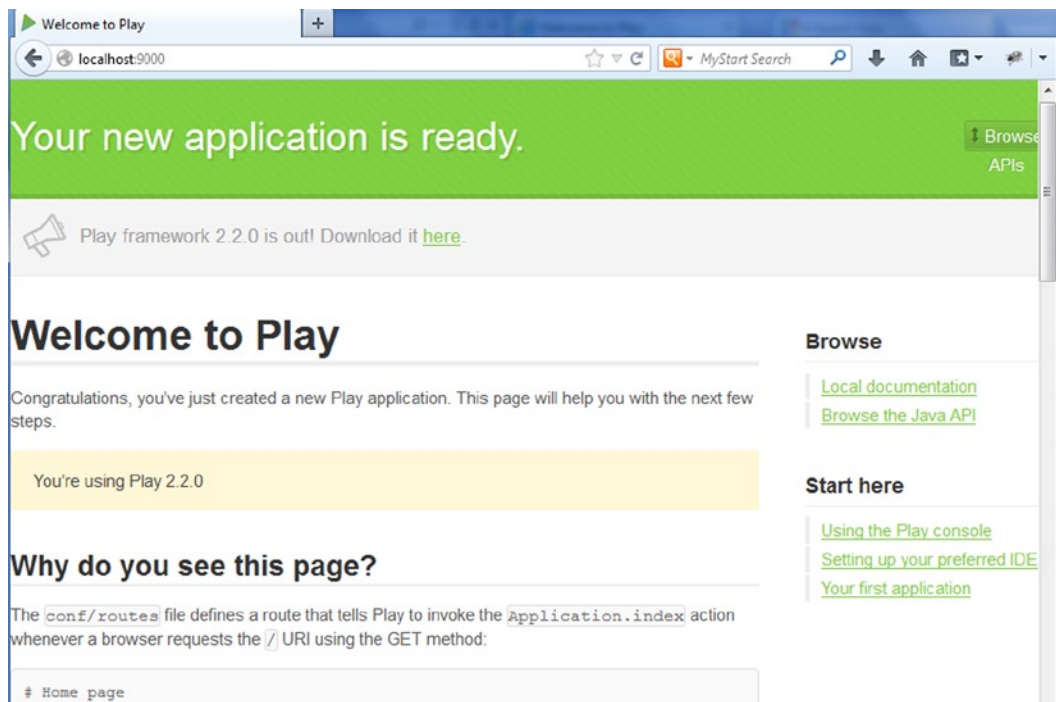 Welcome to Play
localhost:9000
MyStart Search
Your new application is ready.
Browse
APIs
Play framework 2.2.0 is out! Download it here.
Welcome to Play
Congratulations, you've just created a new Play application. This page will help you with the next few
steps.
You're using Play 2.2.0
Why do you see this page?
The conf/routes file defines a route that tells Play to invoke the Application.index action
whenever a browser requests the / URI using the GET method:
# Home page
Browse
Local documentation
Browse the Java API
Start here
Using the Play console
Setting up your preferred IDE
Your first application